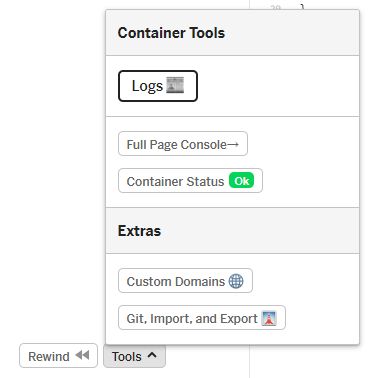 Container Tools
Logs
Full Page Console→
Container Status Ok
Extras
Custom Domains
Git, Import, and Export
Rewind Tools